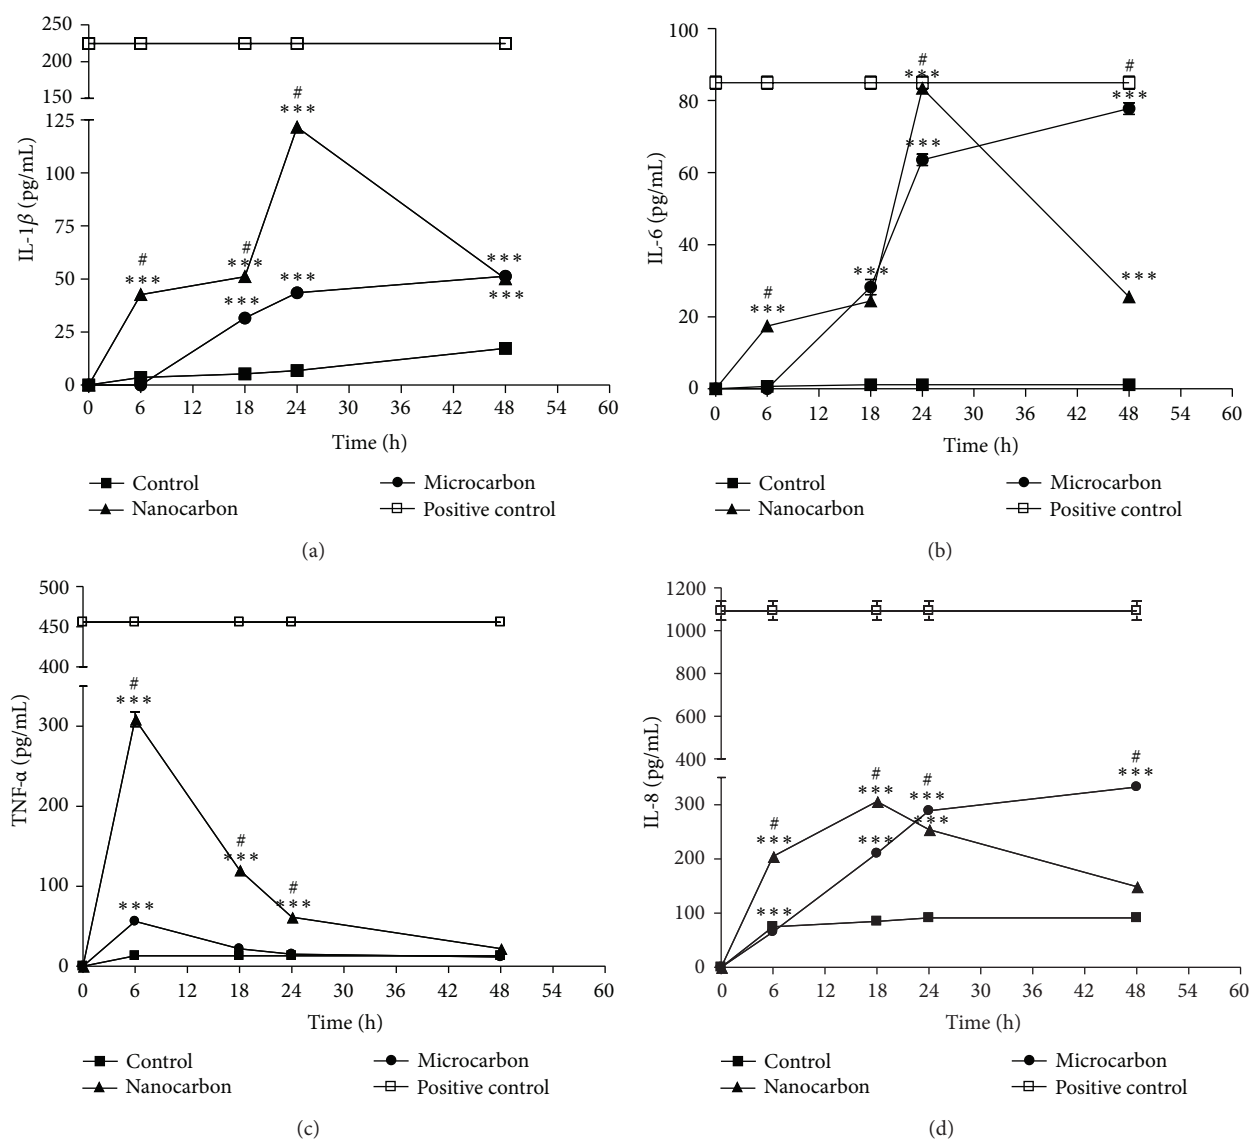 250
200
150
125
100
75
50
25
0
IL-1β (pg/mL)
#
***
#
***
#
***
***
***
***
***
0 6 12 18 24 30 36 42 48 54 60
Time (h)
Control
Nanocarbon
Microcarbon
Positive control
(a)
100
80
60
40
20
0
IL-6 (pg/mL)
#
***
#
***
***
***
#
***
***
0 6 12 18 24 30 36 42 48 54 60
Time (h)
Control
Nanocarbon
Microcarbon
Positive control
(b)
500
450
400
300
200
100
0
TNF-α (pg/mL)
#
***
#
***
#
***
***
0 6 12 18 24 30 36 42 48 54 60
Time (h)
Control
Nanocarbon
Microcarbon
Positive control
(c)
1200
1000
800
600
400
300
200
100
0
IL-8 (pg/mL)
#
***
#
***
#
***
***
#
***
***
***
0 6 12 18 24 30 36 42 48 54 60
Time (h)
Control
Nanocarbon
Microcarbon
Positive control
(d)